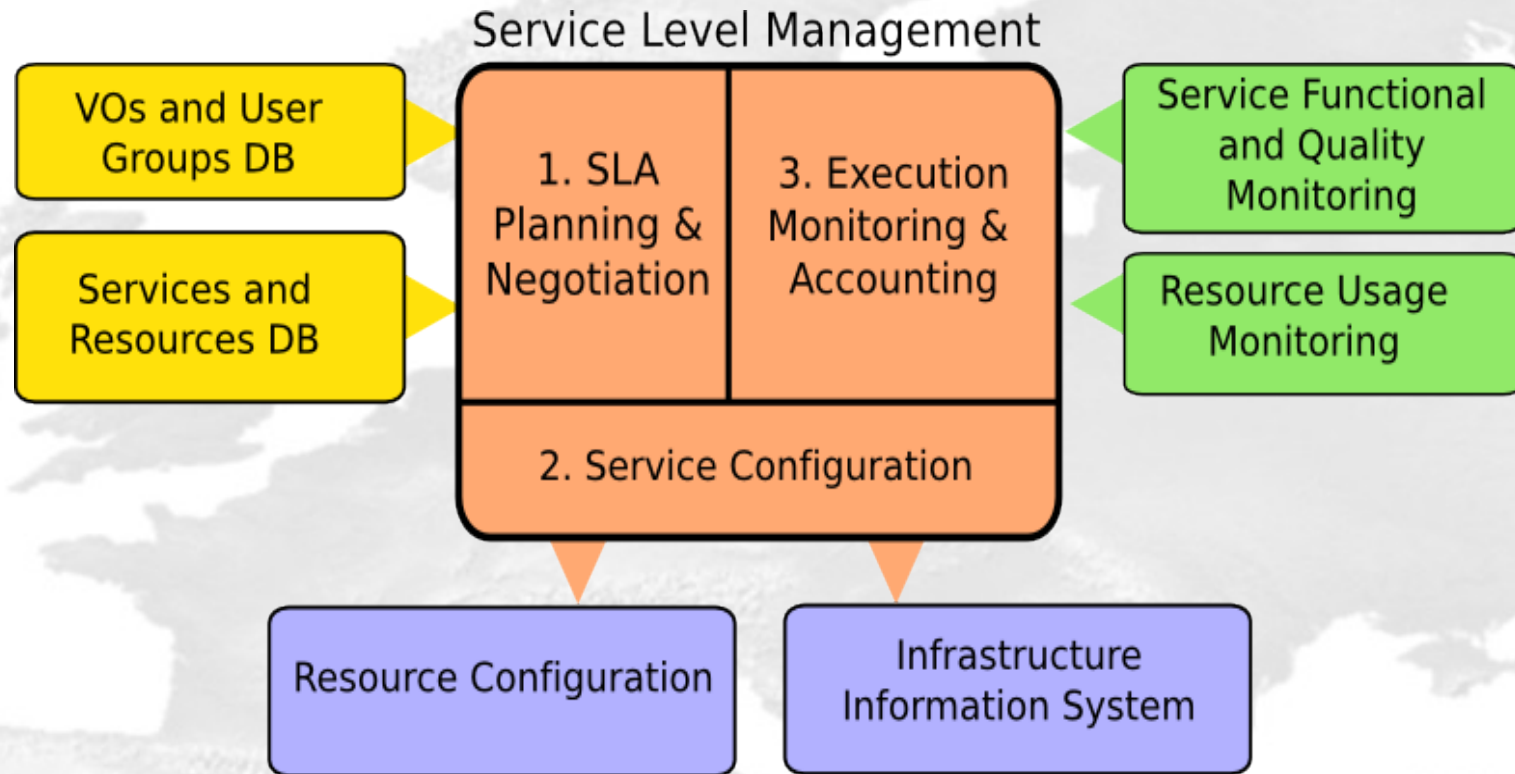 Service Level Management
VOs and User
Groups DB
Services and
Resources DB
1. SLA
Planning &
Negotiation
3. Execution
Monitoring &
Accounting
2. Service Configuration
Service Functional
and Quality
Monitoring
Resource Usage
Monitoring
Resource Configuration
Infrastructure
Information System